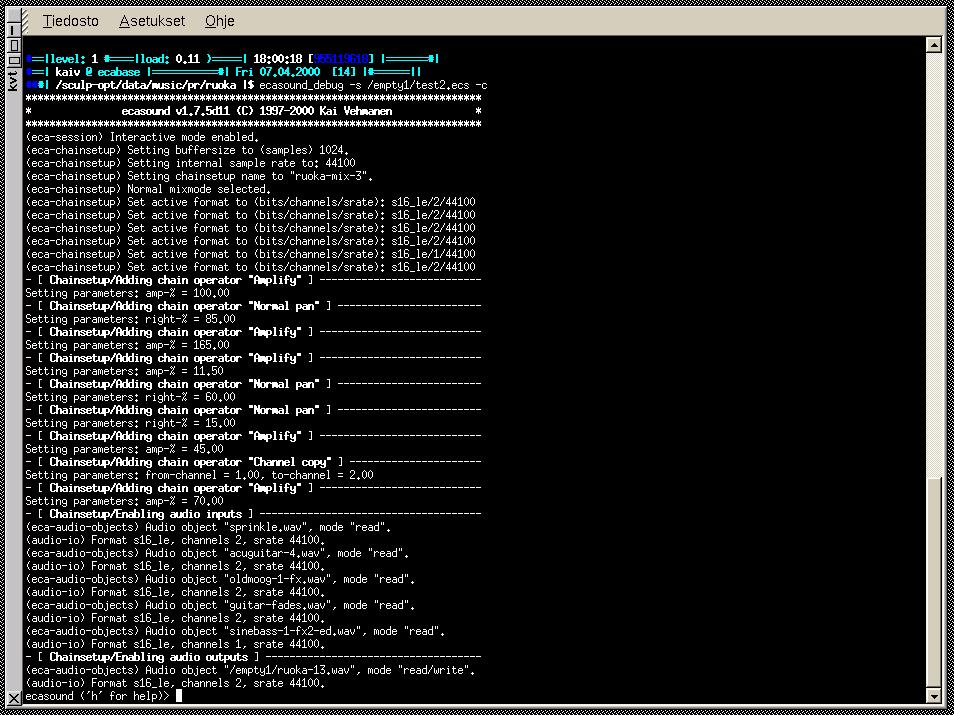 Tiedosto Asetukset Ohje
kvt
#==|level: 1 #====|load: 0.11 )=====| 18:00:18 [955119618] |======#|
#==| kaiv @ ecabase |=========#| Fri 07.04.2000  [14] |#======||
###| /sculp-opt/data/music/pr/ruoka |$ ecasound_debug -s /empty1/test2.ecs -c
****************************************************************************
*               ecasound v1.7.5d11 (C) 1997-2000 Kai Vehmanen              *
****************************************************************************
(eca-session) Interactive mode enabled.
(eca-chainsetup) Setting buffersize to (samples) 1024.
(eca-chainsetup) Setting internal sample rate to: 44100
(eca-chainsetup) Setting chainsetup name to "ruoka-mix-3".
(eca-chainsetup) Normal mixmode selected.
(eca-chainsetup) Set active format to (bits/channels/srate): s16_le/2/44100
(eca-chainsetup) Set active format to (bits/channels/srate): s16_le/2/44100
(eca-chainsetup) Set active format to (bits/channels/srate): s16_le/2/44100
(eca-chainsetup) Set active format to (bits/channels/srate): s16_le/2/44100
(eca-chainsetup) Set active format to (bits/channels/srate): s16_le/1/44100
(eca-chainsetup) Set active format to (bits/channels/srate): s16_le/2/44100
- [ Chainsetup/Adding chain operator "Amplify" ] ---------------------------
Setting parameters: amp-% = 100.00
- [ Chainsetup/Adding chain operator "Normal pan" ] ------------------------
Setting parameters: right-% = 85.00
- [ Chainsetup/Adding chain operator "Amplify" ] ---------------------------
Setting parameters: amp-% = 165.00
- [ Chainsetup/Adding chain operator "Amplify" ] ---------------------------
Setting parameters: amp-% = 11.50
- [ Chainsetup/Adding chain operator "Normal pan" ] ------------------------
Setting parameters: right-% = 60.00
- [ Chainsetup/Adding chain operator "Normal pan" ] ------------------------
Setting parameters: right-% = 15.00
- [ Chainsetup/Adding chain operator "Amplify" ] ---------------------------
Setting parameters: amp-% = 45.00
- [ Chainsetup/Adding chain operator "Channel copy" ] ----------------------
Setting parameters: from-channel = 1.00, to-channel = 2.00
- [ Chainsetup/Adding chain operator "Amplify" ] ---------------------------
Setting parameters: amp-% = 70.00
- [ Chainsetup/Enabling audio inputs ] -------------------------------------
(eca-audio-objects) Audio object "sprinkle.wav", mode "read".
(audio-io) Format s16_le, channels 2, srate 44100.
(eca-audio-objects) Audio object "acuguitar-4.wav", mode "read".
(audio-io) Format s16_le, channels 2, srate 44100.
(eca-audio-objects) Audio object "oldmoog-1-fx.wav", mode "read".
(audio-io) Format s16_le, channels 2, srate 44100.
(eca-audio-objects) Audio object "guitar-fades.wav", mode "read".
(audio-io) Format s16_le, channels 2, srate 44100.
(eca-audio-objects) Audio object "sinebass-1-fx2-ed.wav", mode "read".
(audio-io) Format s16_le, channels 1, srate 44100.
- [ Chainsetup/Enabling audio outputs ] ------------------------------------
(eca-audio-objects) Audio object "/empty1/ruoka-13.wav", mode "read/write".
(audio-io) Format s16_le, channels 2, srate 44100.
ecasound ('h' for help)>